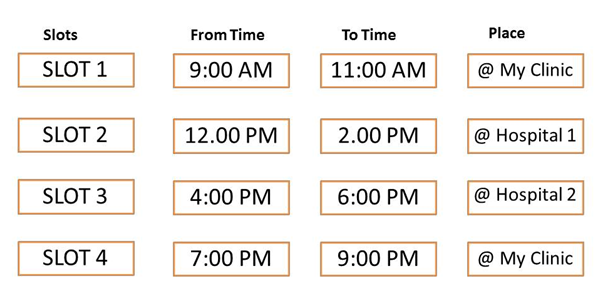 Slots From Time To Time Place
SLOT 1 9:00 AM 11:00 AM @ My Clinic
SLOT 2 12.00 PM 2.00 PM @ Hospital 1
SLOT 3 4:00 PM 6:00 PM @ Hospital 2
SLOT 4 7:00 PM 9:00 PM @ My Clinic